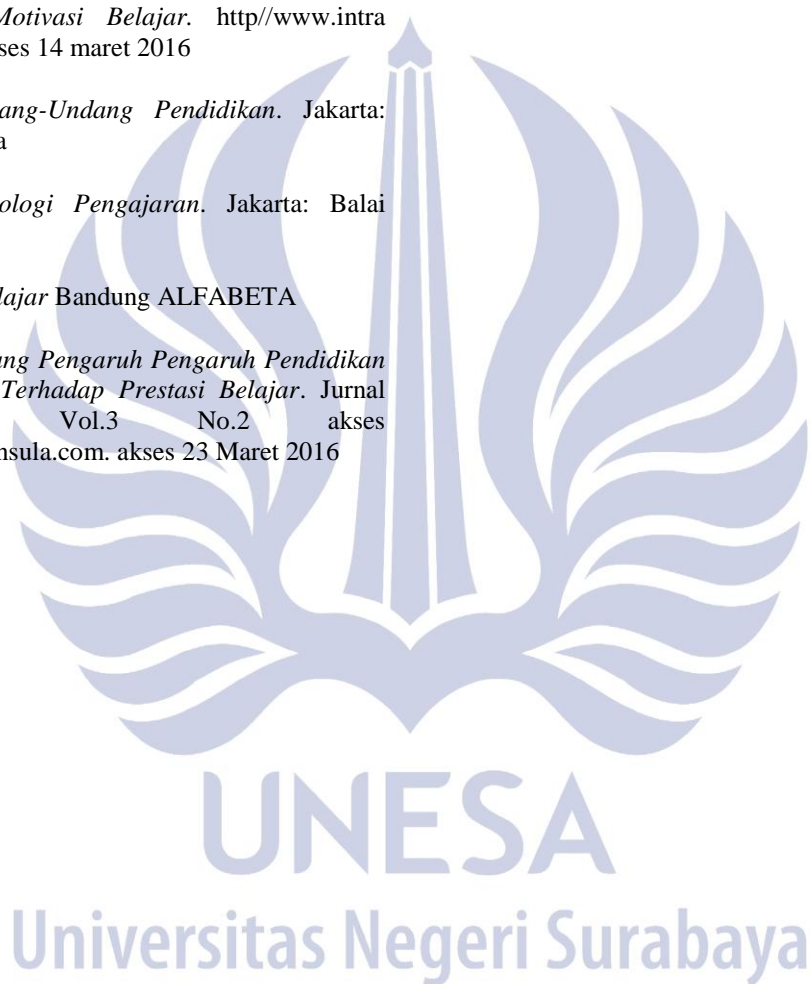 Motivasi Belajar. http//www.intra
ses 14 maret 2016
ang-Undang Pendidikan. Jakarta:
a
ologi Pengajaran. Jakarta: Balai
lajar Bandung ALFABETA
ang Pengaruh Pengaruh Pendidikan
Terhadap Prestasi Belajar. Jurnal
Vol.3 No.2 akses
nsula.com. akses 23 Maret 2016
UNESA
Universitas Negeri Surabaya